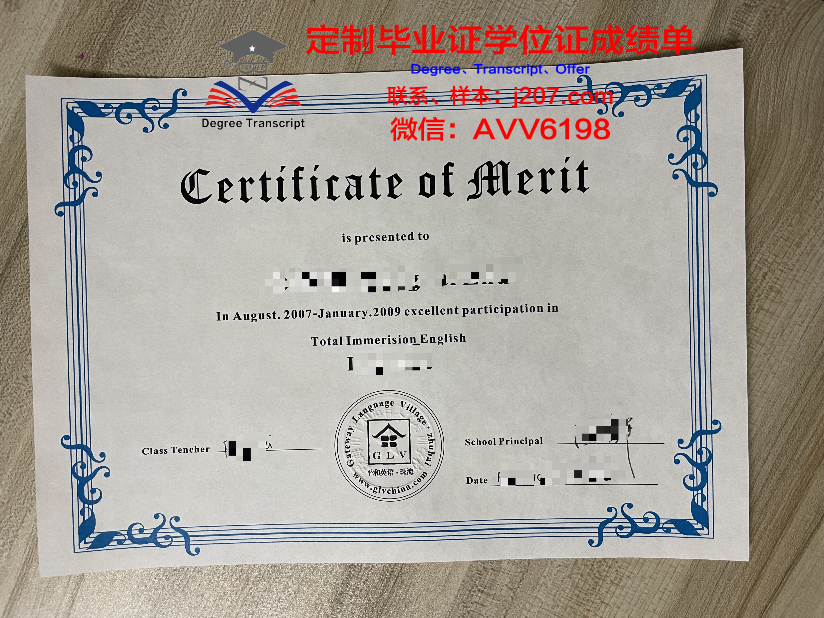 定制毕业证学位证成绩单
Degree、Transcript、Offer
联系、样本：j207.com
微信：AVV6198
Degree Transcript
Certificate of Merit
is presented to
In August. 2007-January.2009 excellent participation in
Total Immerision English
Class Tencher
Gateway Language Village · zhuhai
GLV
www.glvchina.com
School Principal
Date